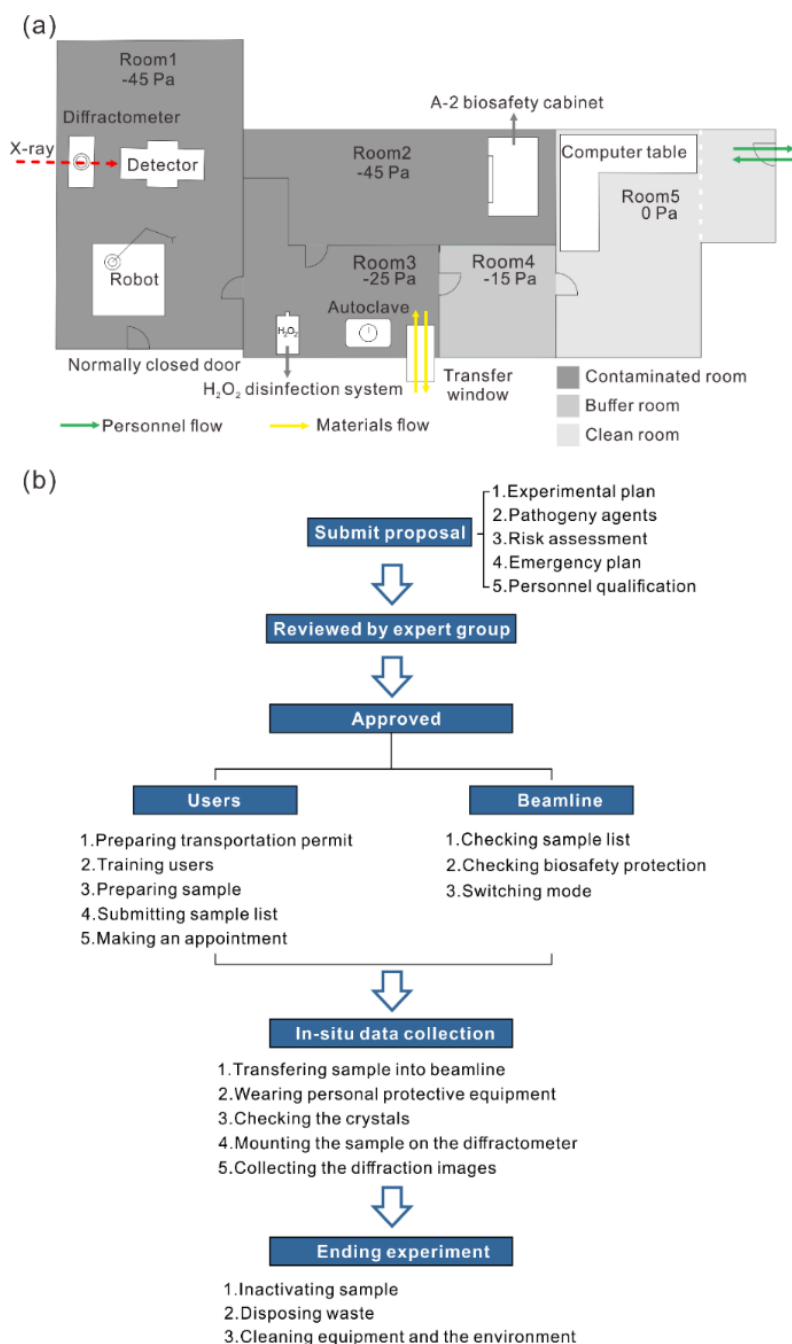 (a)
Room1
-45 Pa
Diffractometer
X-ray
Detector
Robot
Normally closed door
A-2 biosafety cabinet
Room2
-45 Pa
Computer table
Room5
0 Pa
Room3
-25 Pa
Room4
-15 Pa
Autoclave
H₂O₂
H₂O₂ disinfection system
Transfer
window
Contaminated room
Buffer room
Clean room
Personnel flow
Materials flow
(b)
Submit proposal
1.Experimental plan
2.Pathogeny agents
3.Risk assessment
4.Emergency plan
5.Personnel qualification
Reviewed by expert group
Approved
Users
1.Preparing transportation permit
2.Training users
3.Preparing sample
4.Submitting sample list
5.Making an appointment
Beamline
1.Checking sample list
2.Checking biosafety protection
3.Switching mode
In-situ data collection
1.Transfering sample into beamline
2.Wearing personal protective equipment
3.Checking the crystals
4.Mounting the sample on the diffractometer
5.Collecting the diffraction images
Ending experiment
1.Inactivating sample
2.Disposing waste
3.Cleaning equipment and the environment